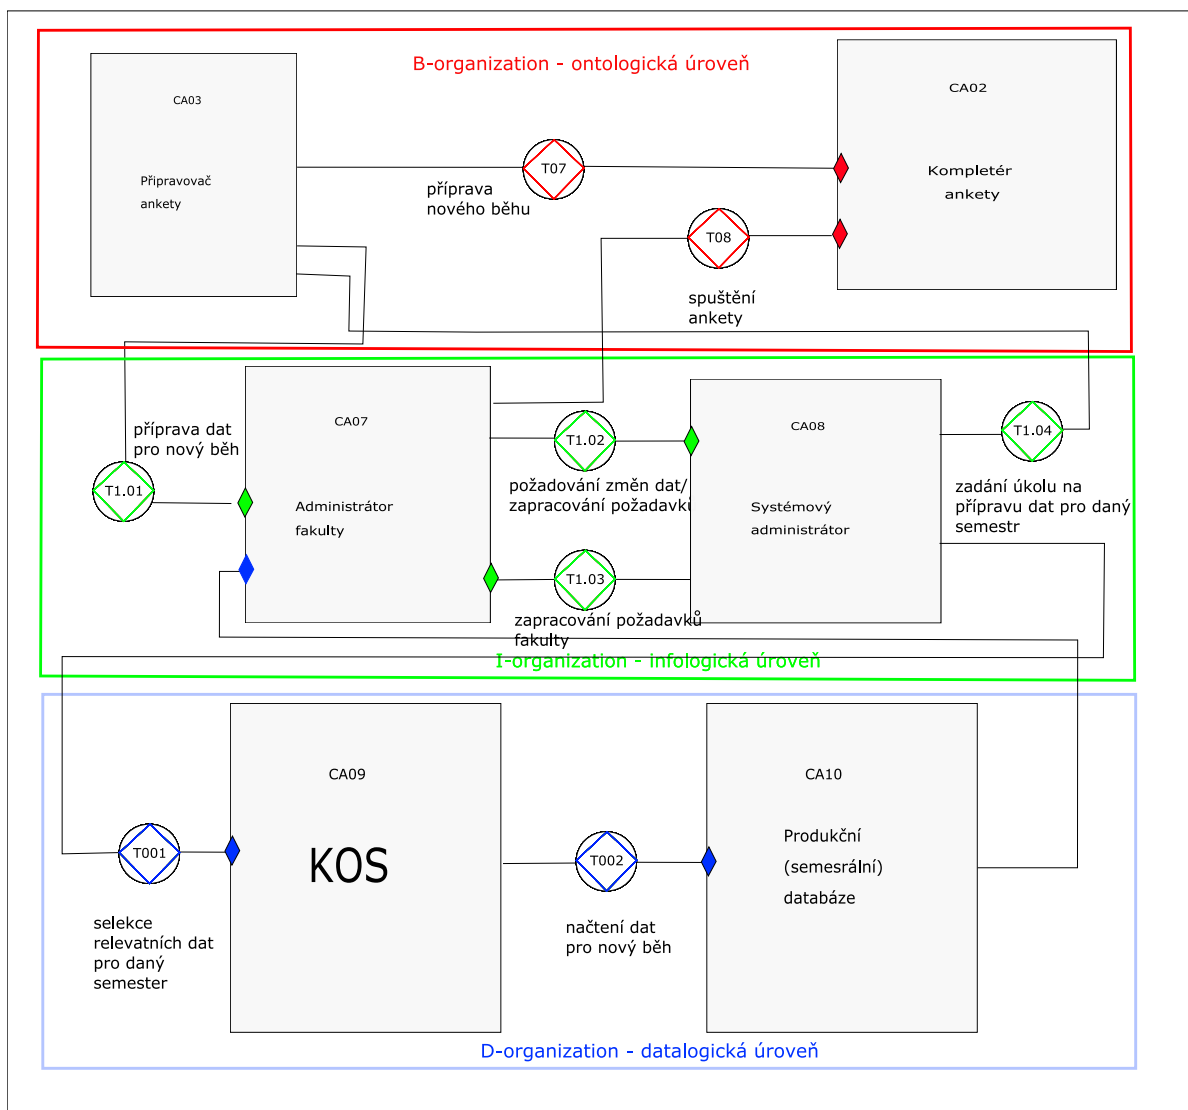 B-organization - ontologická úroveň
CA03
Připravovač
ankety
T07
příprava
nového běhu
CA02
Kompletér
ankety
T08
spuštění
ankety
příprava dat
pro nový běh
T1.01
CA07
Administrátor
fakulty
T1.02
požadování změn dat/
zapracování požadavků
CA08
Systémový
administrátor
T1.04
zadání úkolu na
přípravu dat pro daný
semestr
T1.03
zapracování požadavků
fakulty
I-organization - infologická úroveň
T001
selekce
relevatních dat
pro daný
semester
CA09
KOS
T002
načtení dat
pro nový běh
CA10
Produkční
(semesrální)
databáze
D-organization - datalogická úroveň